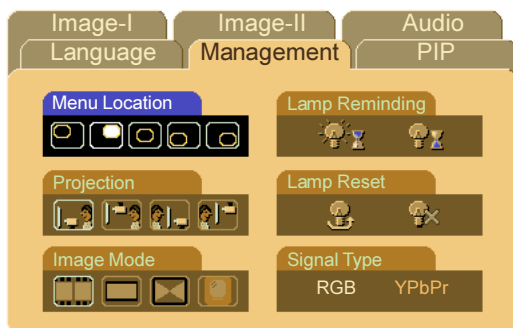 Image-I
Image-II
Audio
Language
Management
PIP
Menu Location
Lamp Reminding
Projection
Lamp Reset
Image Mode
Signal Type
RGB
YPbPr